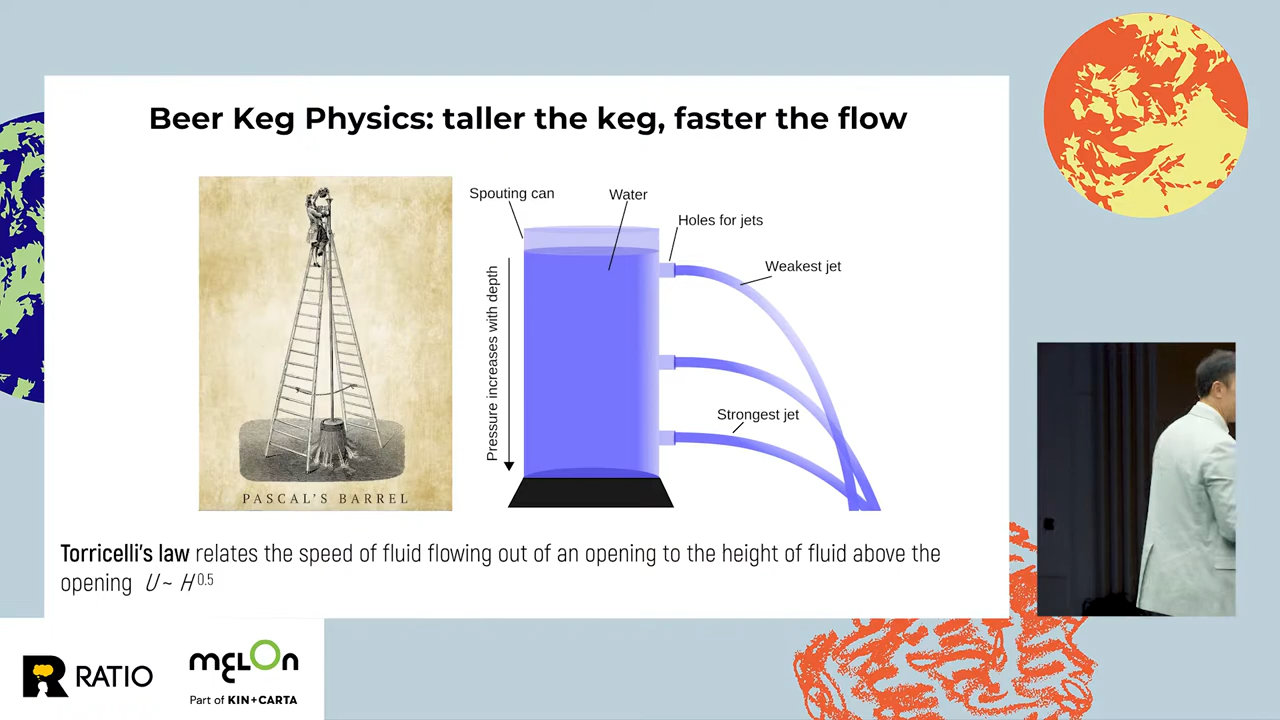 Beer Keg Physics: taller the keg, faster the flow
PASCAL'S BARREL
Spouting can
Water
Holes for jets
Weakest jet
Pressure increases with depth
Strongest jet
Torricelli's law relates the speed of fluid flowing out of an opening to the height of fluid above the
opening U ~ H^0.5
RATIO
melon
Part of KIN+CARTA